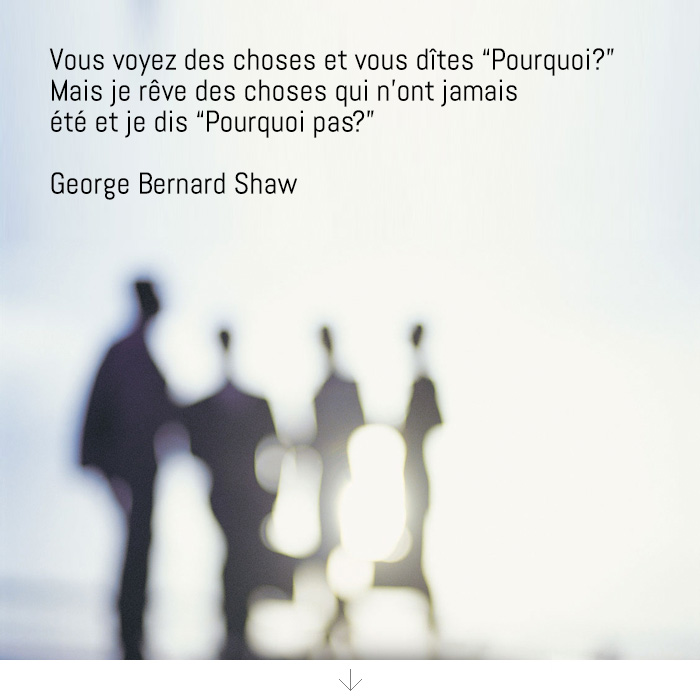 Vous voyez des choses et vous dîtes “Pourquoi?”
Mais je rêve des choses qui n’ont jamais
été et je dis “Pourquoi pas?”
George Bernard Shaw